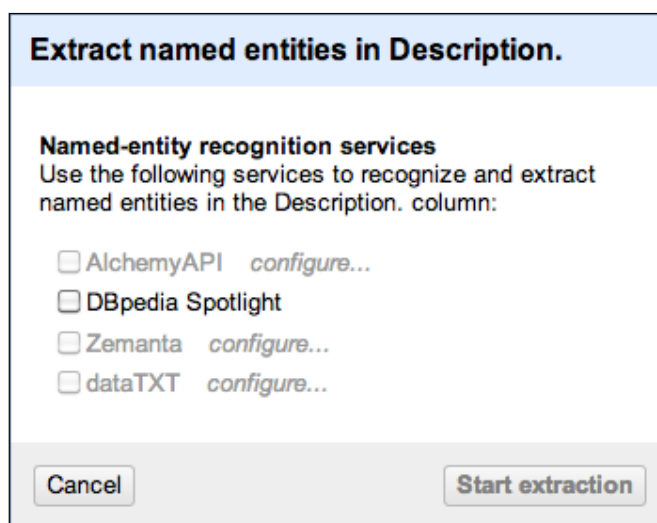 Extract named entities in Description.
Named-entity recognition services
Use the following services to recognize and extract
named entities in the Description. column:
AlchemyAPI configure...
DBpedia Spotlight
Zemanta configure...
dataTXT configure...
Cancel Start extraction